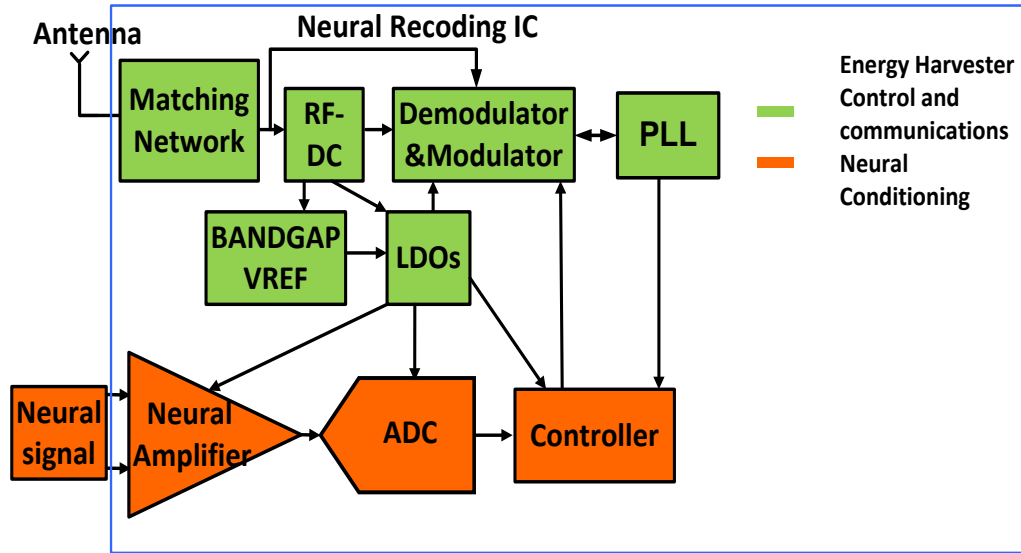 Antenna
Neural Recoding IC
Matching
Network
RF-
DC
Demodulator
&Modulator
PLL
Energy Harvester
Control and
communications
Neural
Conditioning
BANDGAP
VREF
LDOs
Neural
signal
Neural
Amplifier
ADC
Controller